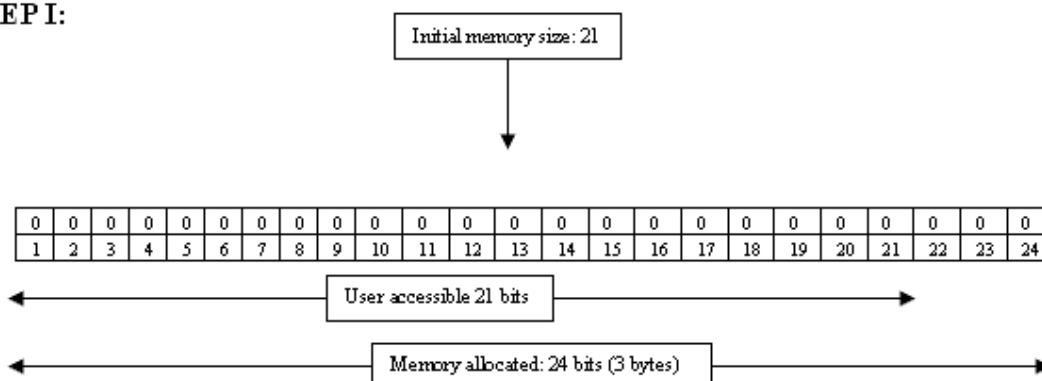 EP I:
Initial memory size: 21
0 0 0 0 0 0 0 0 0 0 0 0 0 0 0 0 0 0 0 0 0 0 0 0
1 2 3 4 5 6 7 8 9 10 11 12 13 14 15 16 17 18 19 20 21 22 23 24
User accessible 21 bits
Memory allocated: 24 bits (3 bytes)